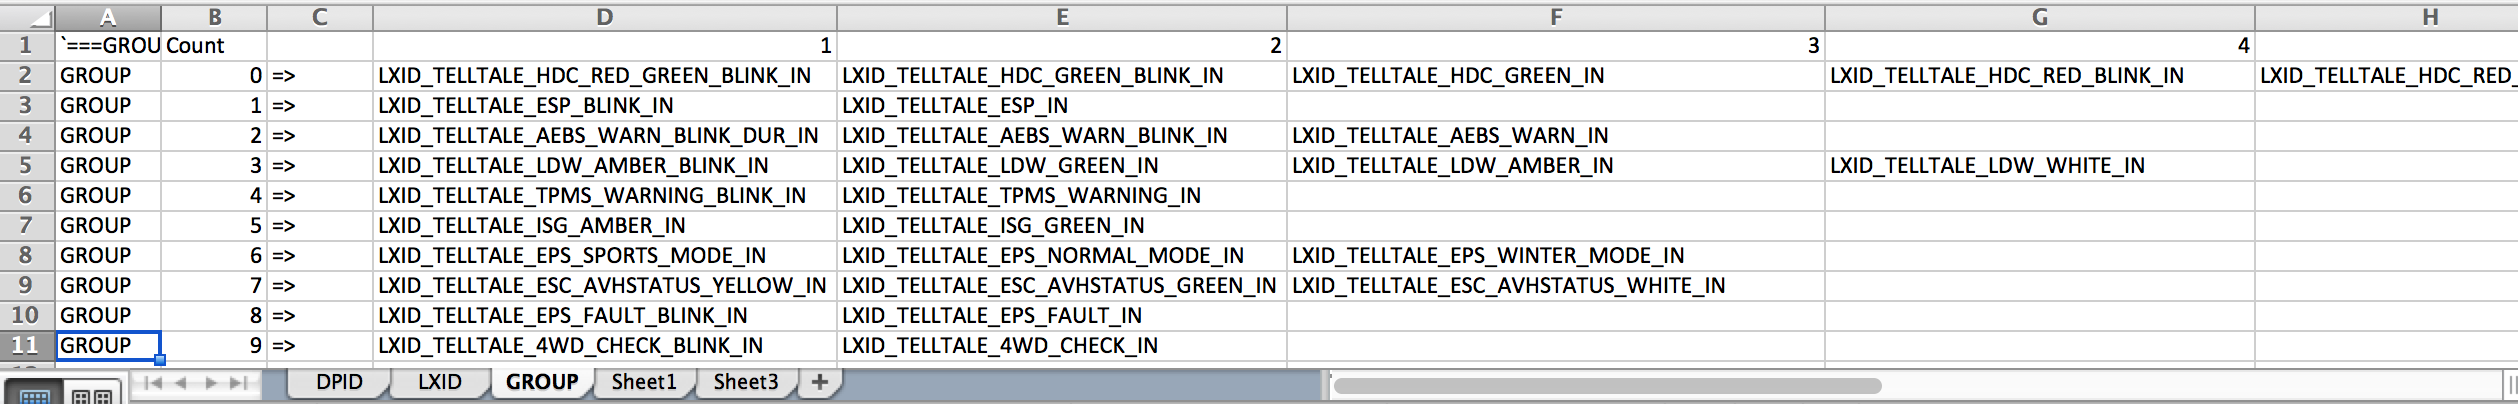 A B C D E F G H
1 `===GROU Count 1 2 3 4
2 GROUP 0 => LXID_TELLTALE_HDC_RED_GREEN_BLINK_IN LXID_TELLTALE_HDC_GREEN_BLINK_IN LXID_TELLTALE_HDC_GREEN_IN LXID_TELLTALE_HDC_RED_BLINK_IN LXID_TELLTALE_HDC_RED_
3 GROUP 1 => LXID_TELLTALE_ESP_BLINK_IN LXID_TELLTALE_ESP_IN
4 GROUP 2 => LXID_TELLTALE_AEBS_WARN_BLINK_DUR_IN LXID_TELLTALE_AEBS_WARN_BLINK_IN LXID_TELLTALE_AEBS_WARN_IN
5 GROUP 3 => LXID_TELLTALE_LDW_AMBER_BLINK_IN LXID_TELLTALE_LDW_GREEN_IN LXID_TELLTALE_LDW_AMBER_IN LXID_TELLTALE_LDW_WHITE_IN
6 GROUP 4 => LXID_TELLTALE_TPMS_WARNING_BLINK_IN LXID_TELLTALE_TPMS_WARNING_IN
7 GROUP 5 => LXID_TELLTALE_ISG_AMBER_IN LXID_TELLTALE_ISG_GREEN_IN
8 GROUP 6 => LXID_TELLTALE_EPS_SPORTS_MODE_IN LXID_TELLTALE_EPS_NORMAL_MODE_IN LXID_TELLTALE_EPS_WINTER_MODE_IN
9 GROUP 7 => LXID_TELLTALE_ESC_AVHSTATUS_YELLOW_IN LXID_TELLTALE_ESC_AVHSTATUS_GREEN_IN LXID_TELLTALE_ESC_AVHSTATUS_WHITE_IN
10 GROUP 8 => LXID_TELLTALE_EPS_FAULT_BLINK_IN LXID_TELLTALE_EPS_FAULT_IN
11 GROUP 9 => LXID_TELLTALE_4WD_CHECK_BLINK_IN LXID_TELLTALE_4WD_CHECK_IN
DPID LXID GROUP Sheet1 Sheet3 +